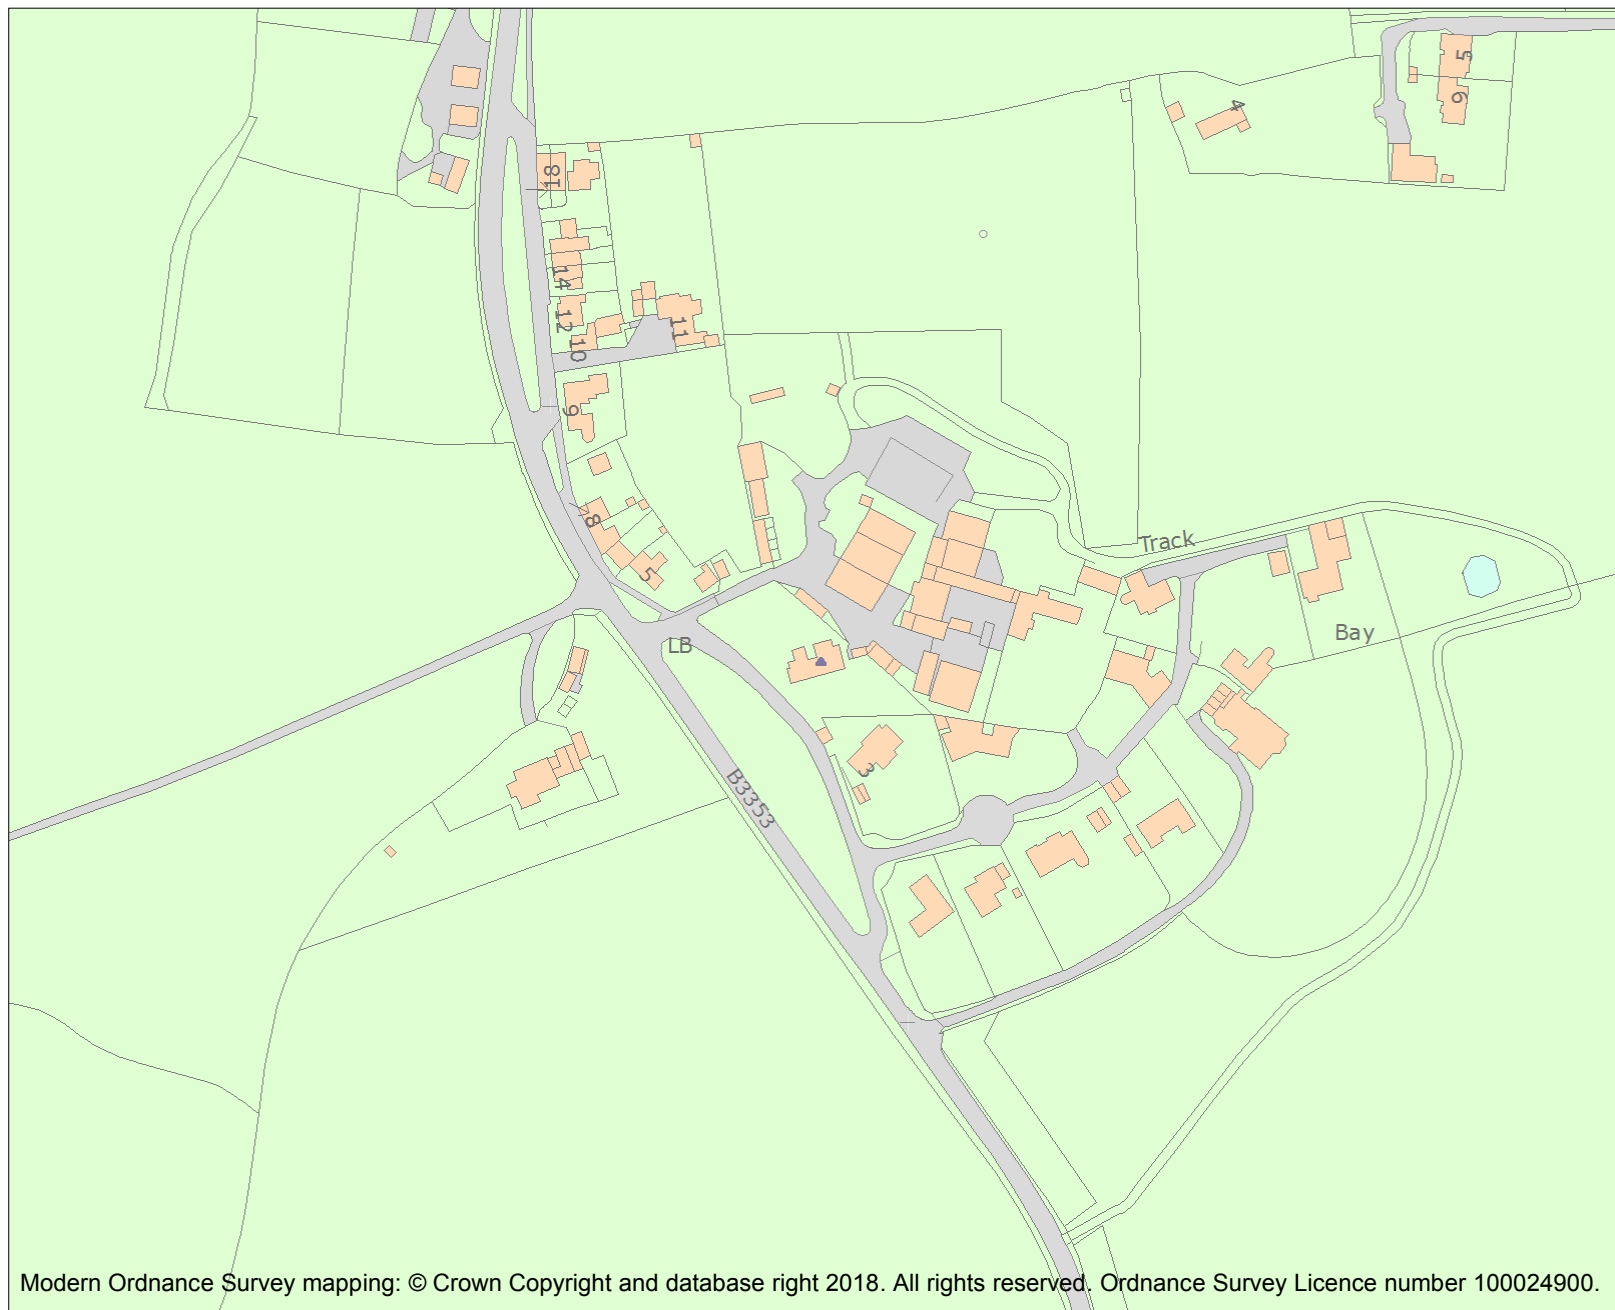 5
6
4
18
14
12
10
11
9
8
5
Track
LB
Bay
3
B3353
Modern Ordnance Survey mapping: © Crown Copyright and database right 2018. All rights reserved. Ordnance Survey Licence number 100024900.